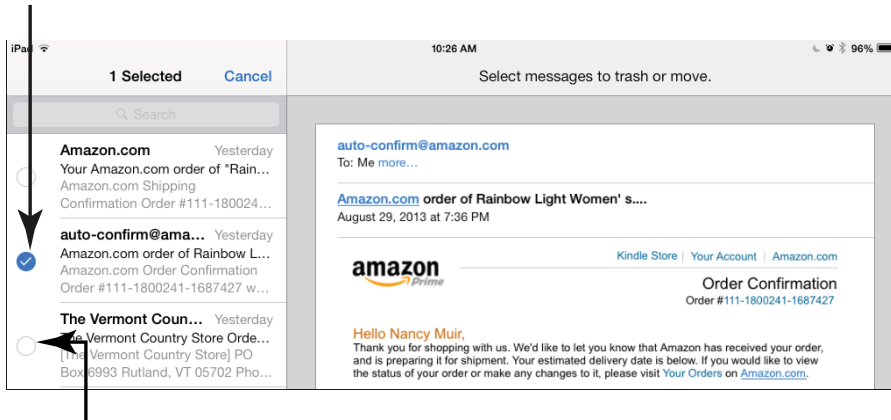 iPad 10:26 AM 96%
1 Selected Cancel
Select messages to trash or move.
Search
Amazon.com Yesterday
Your Amazon.com order of "Rain...
Amazon.com Shipping
Confirmation Order #111-180024...
auto-confirm@ama... Yesterday
Amazon.com order of Rainbow L...
Amazon.com Order Confirmation
Order #111-1800241-1687427 w...
The Vermont Coun... Yesterday
The Vermont Country Store Orde...
[The Vermont Country Store] PO
Box 6993 Rutland, VT 05702 Pho...
auto-confirm@amazon.com
To: Me more...
Amazon.com order of Rainbow Light Women' s....
August 29, 2013 at 7:36 PM
Kindle Store | Your Account | Amazon.com
amazon
Prime
Order Confirmation
Order #111-1800241-1687427
Hello Nancy Muir,
Thank you for shopping with us. We'd like to let you know that Amazon has received your order,
and is preparing it for shipment. Your estimated delivery date is below. If you would like to view
the status of your order or make any changes to it, please visit Your Orders on Amazon.com.